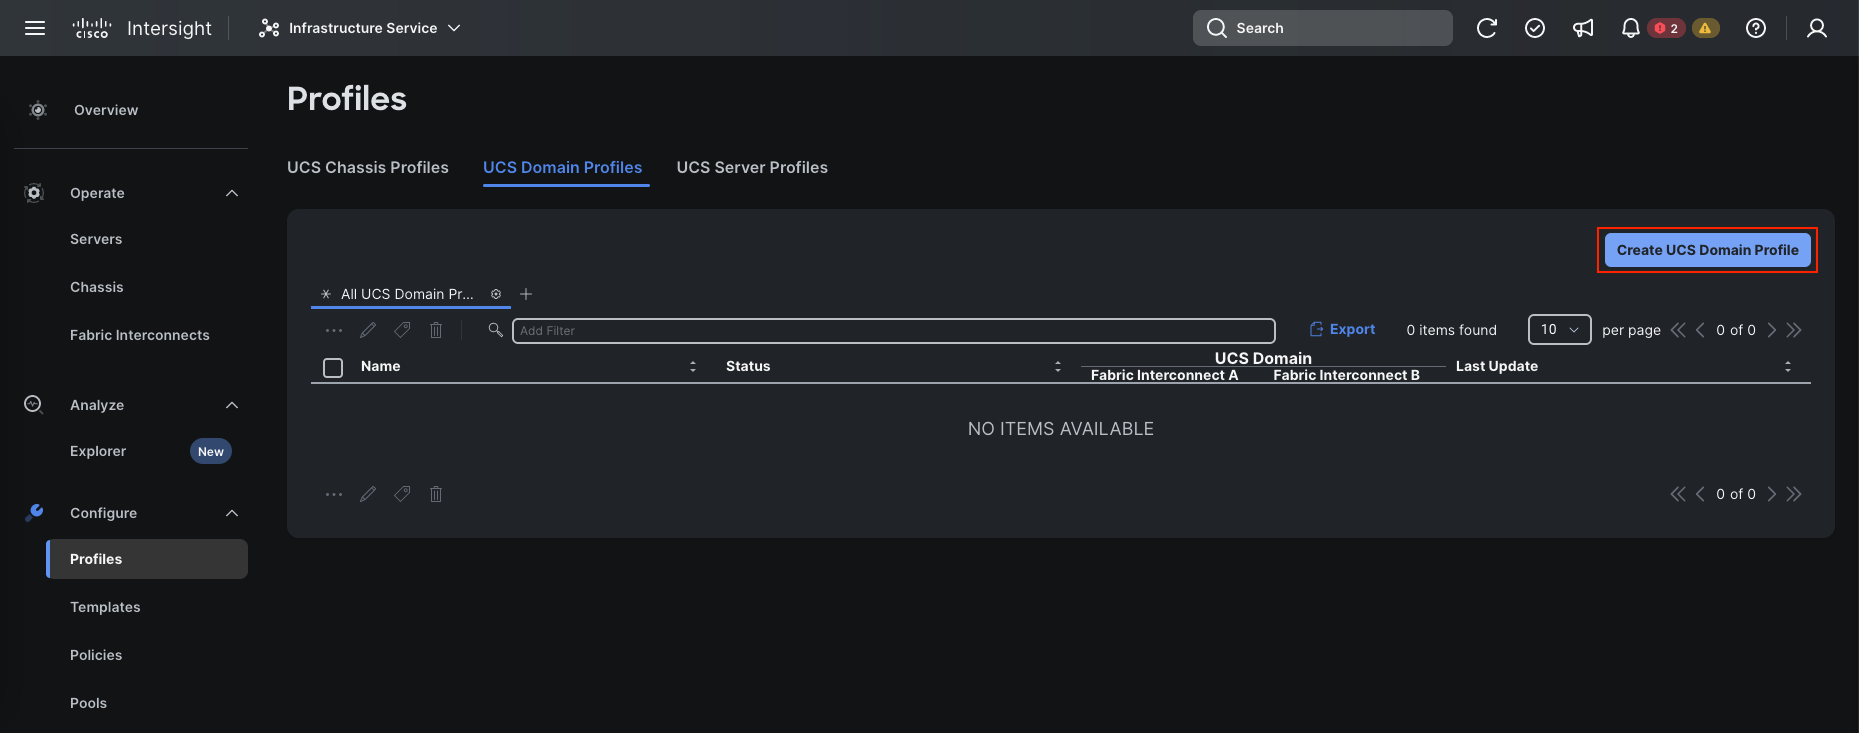 CISCO Intersight Infrastructure Service Search 2
Overview
Operate
Servers
Chassis
Fabric Interconnects
Analyze
Explorer New
Configure
Profiles
Templates
Policies
Pools
Profiles
UCS Chassis Profiles UCS Domain Profiles UCS Server Profiles
Create UCS Domain Profile
All UCS Domain Pr...
Add Filter Export 0 items found 10 per page 0 of 0
Name Status UCS Domain Last Update
Fabric Interconnect A Fabric Interconnect B
NO ITEMS AVAILABLE
0 of 0